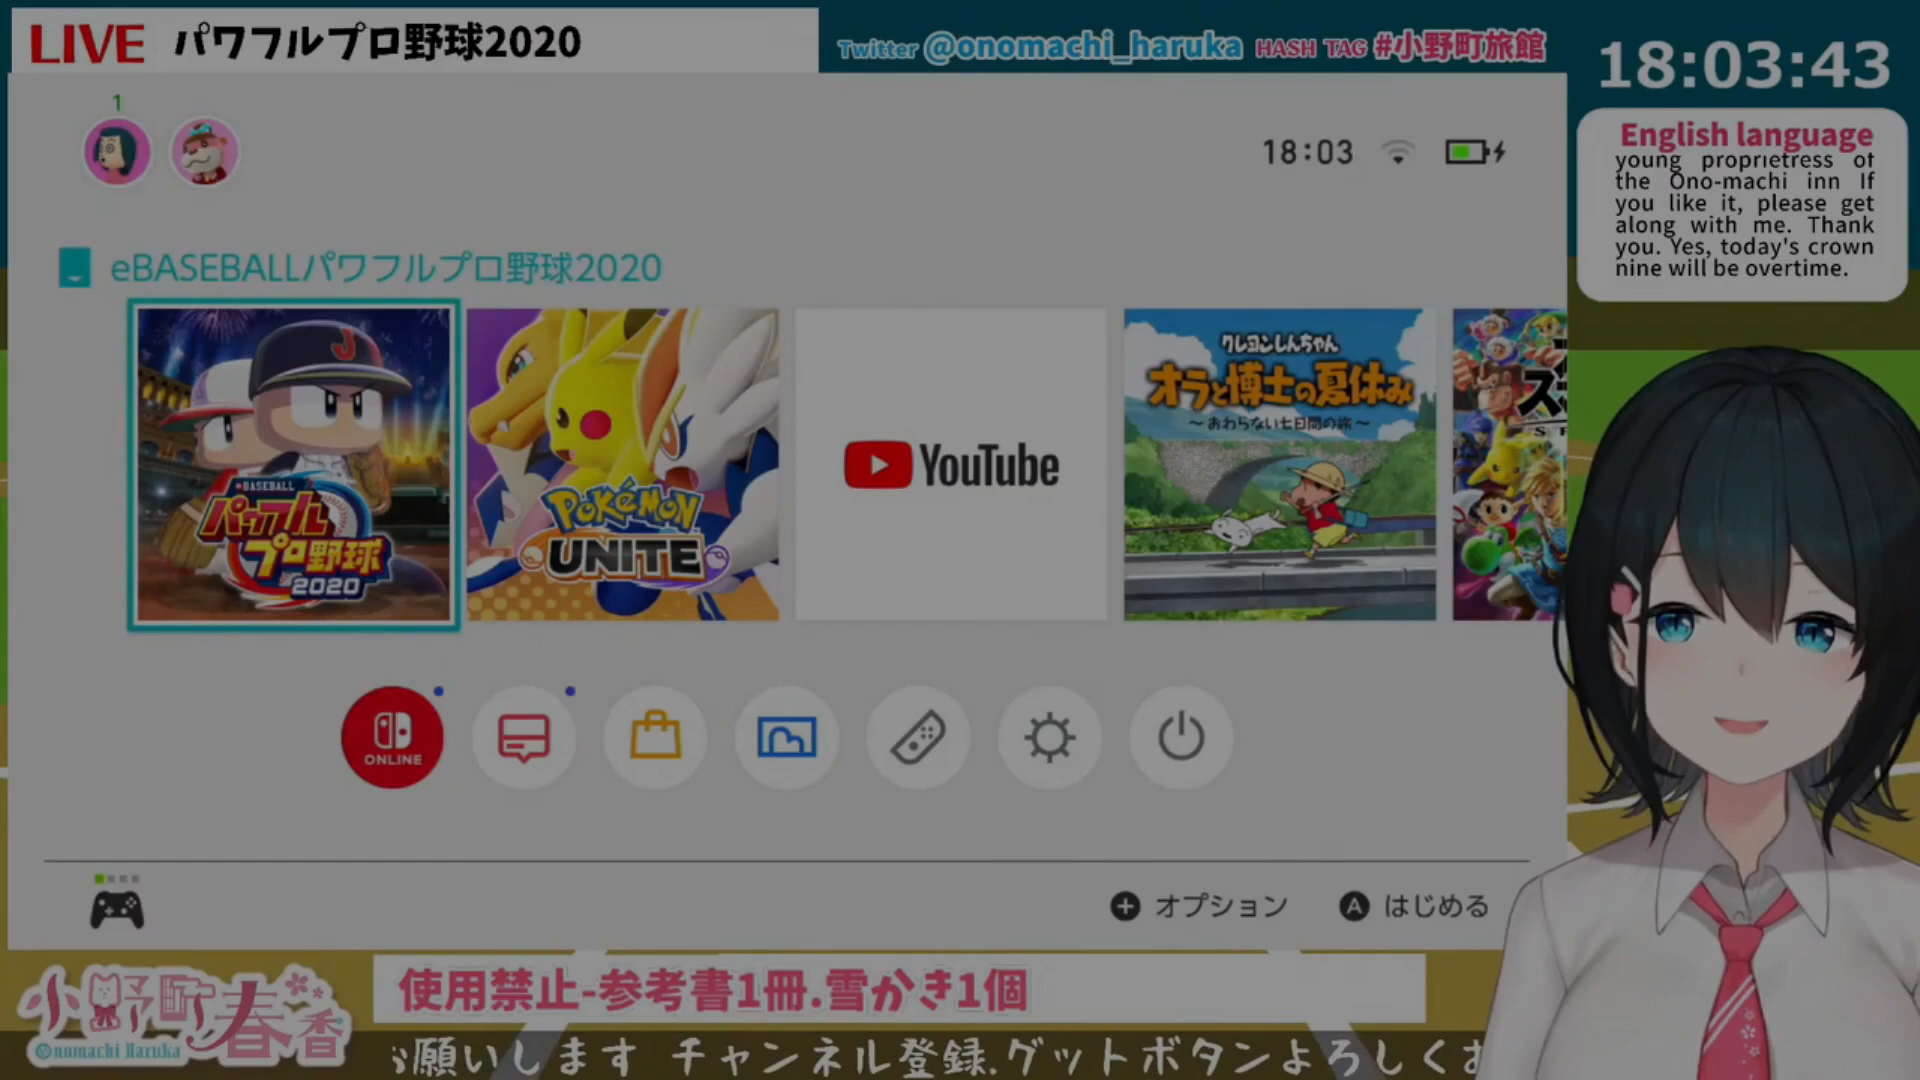 LIVE パワフルプロ野球2020
Twitter @onomachi_haruka HASH TAG #小野町旅館
18:03:43
English language
young proprietress of
the Ono-machi inn If
you like it, please get
along with me. Thank
you. Yes, today's crown
nine will be overtime.
1
18:03
eBASEBALLパワフルプロ野球2020
J
BASEBALL
パワフル
プロ野球
2020
Pokémon
UNITE
YouTube
クレヨンしんちゃん
オラと博士の夏休み
～おわらない七日間の旅～
ONLINE
オプション
A はじめる
小野町春香
Onomachi Haruka
使用禁止-参考書1冊.雪かき1個
願いします チャンネル登録.グットボタンよろしく